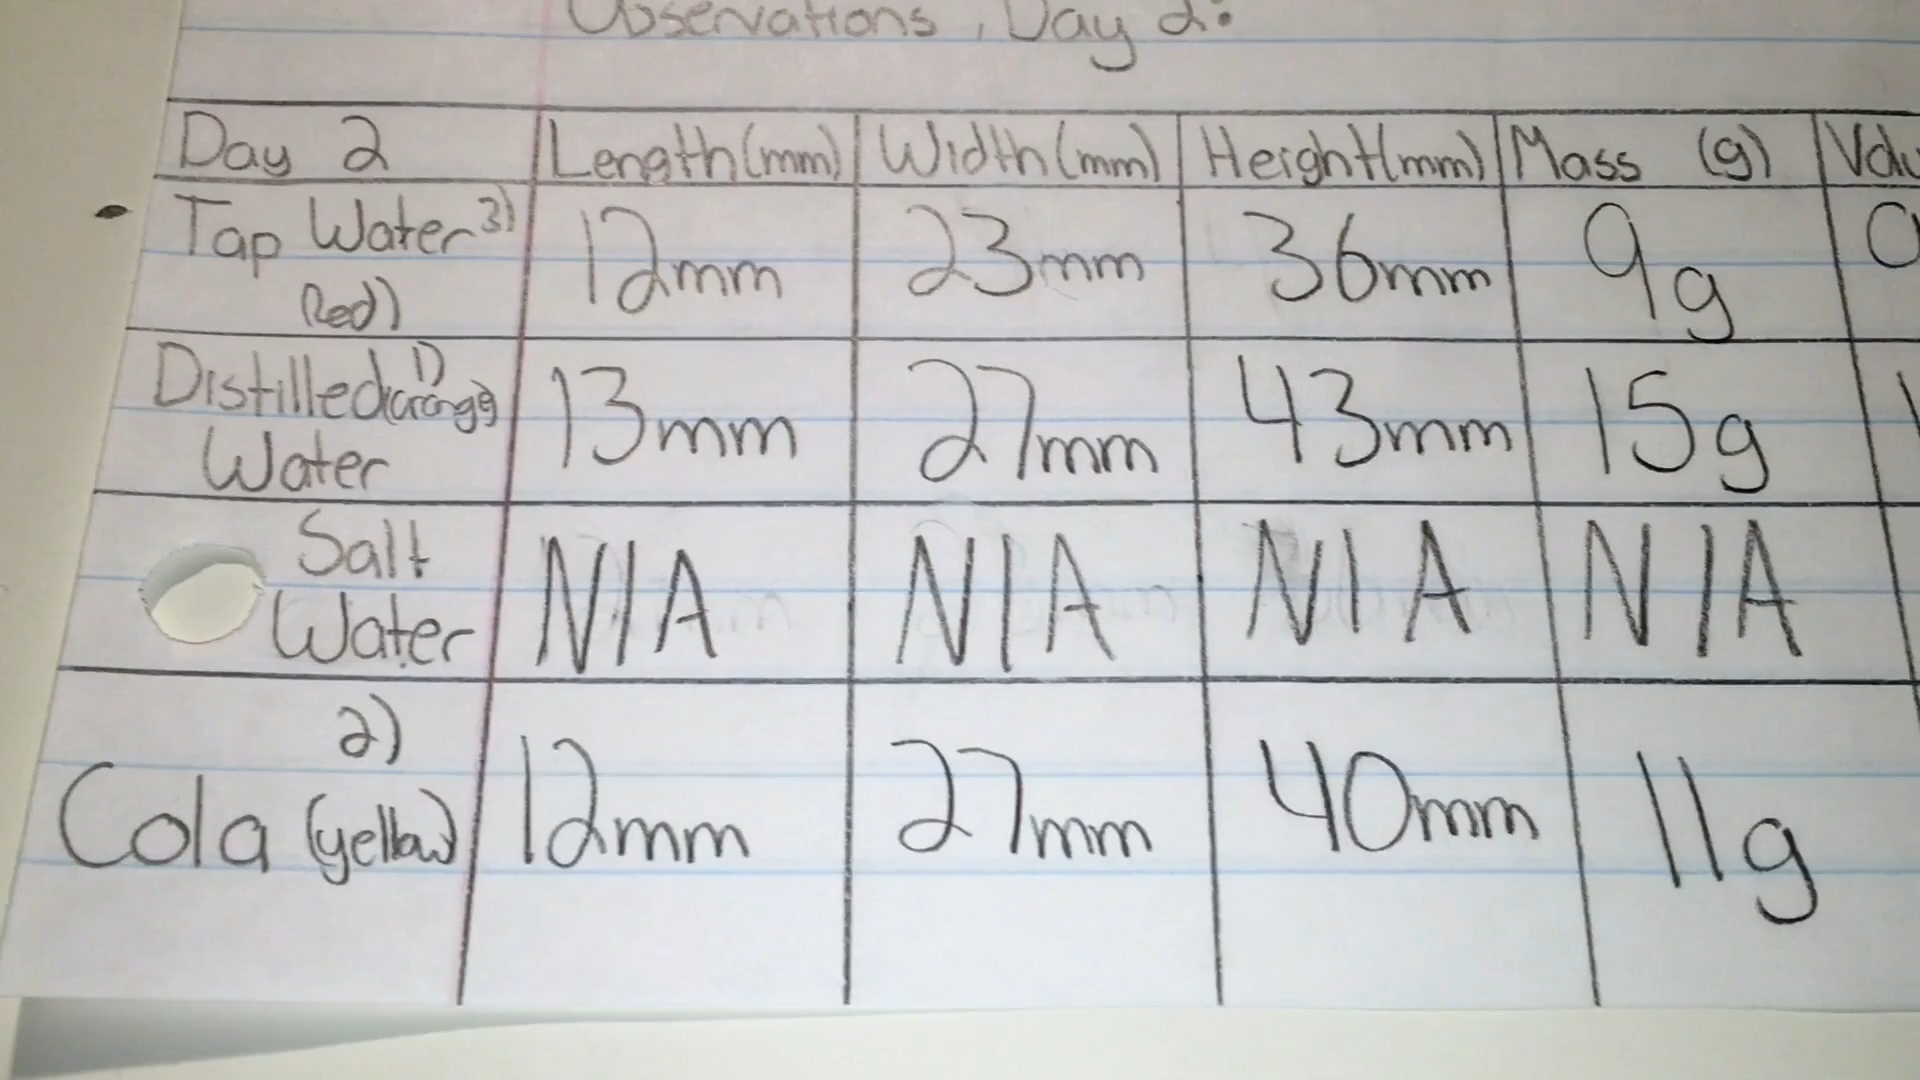 Observations, Day 2:
Day 2 Length(mm) Width(mm) Height(mm) Mass (g)
Tap Water 3) 12mm 23mm 36mm 9g
(Red)
Distilled (orange) 1) 13mm 27mm 43mm 15g
Water
Salt N/A N/A N/A N/A
Water
2)
Cola (yellow) 12mm 27mm 40mm 11g